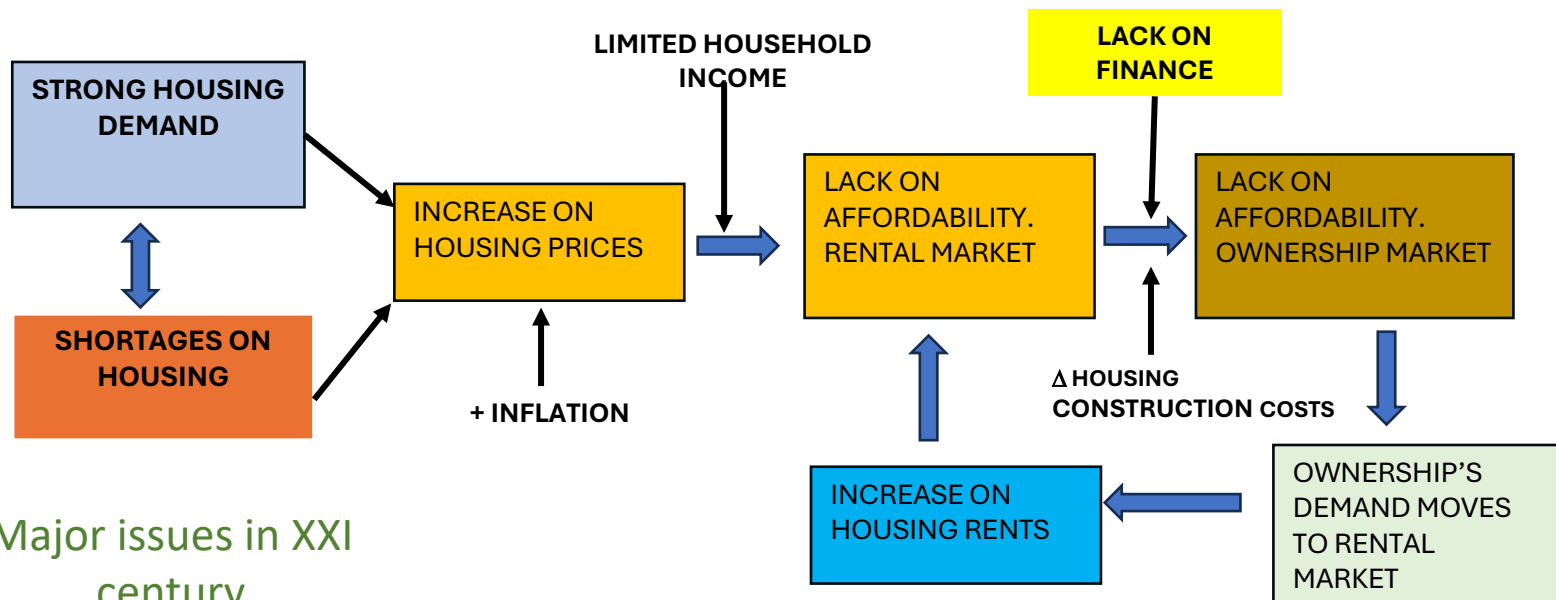 LIMITED HOUSEHOLD
INCOME
LACK ON
FINANCE
STRONG HOUSING
DEMAND
INCREASE ON
HOUSING PRICES
LACK ON
AFFORDABILITY.
RENTAL MARKET
LACK ON
AFFORDABILITY.
OWNERSHIP MARKET
SHORTAGES ON
HOUSING
+ INFLATION
Δ HOUSING
CONSTRUCTION COSTS
INCREASE ON
HOUSING RENTS
OWNERSHIP’S
DEMAND MOVES
TO RENTAL
MARKET
Major issues in XXI
century